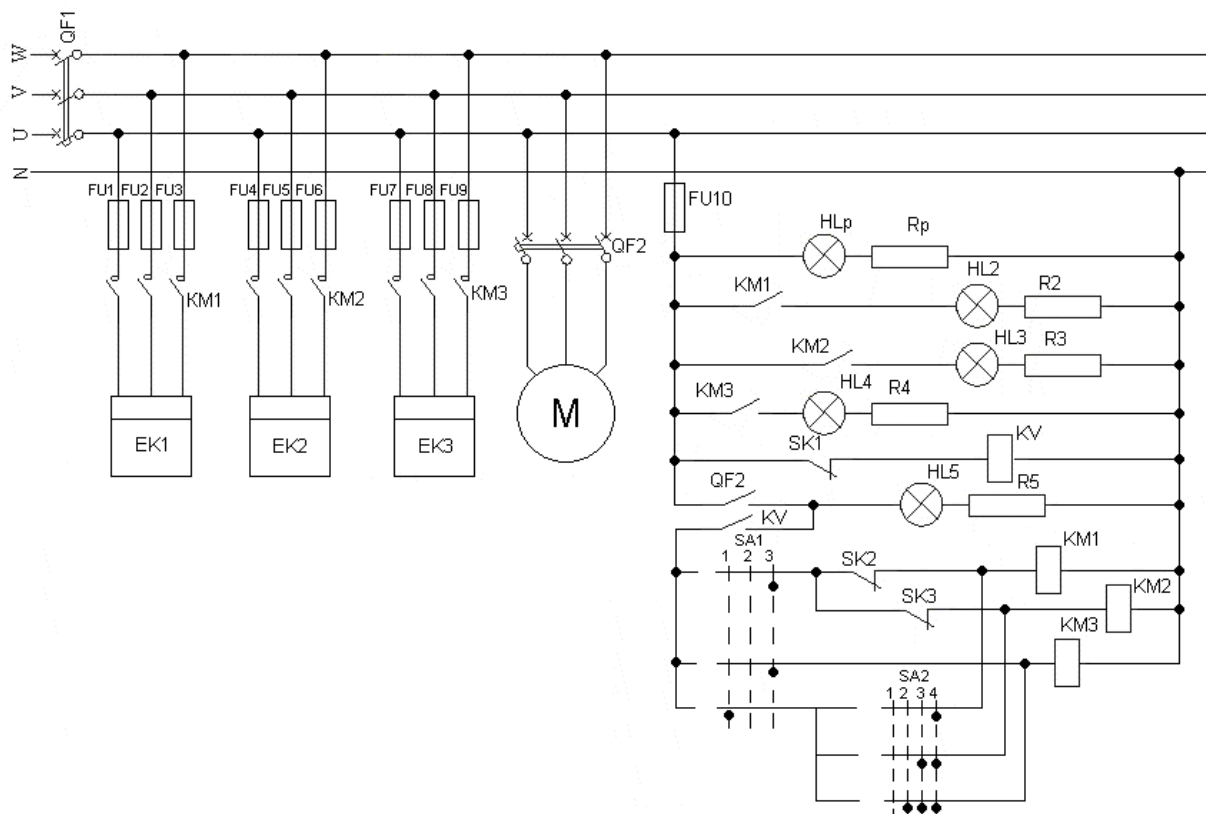 QF1
W
V
U
N
FU1 FU2 FU3 FU4 FU5 FU6 FU7 FU8 FU9 FU10
QF2
HLp Rp
KM1 KM2 KM3 KM1 HL2 R2
KM2 HL3 R3
KM3 HL4 R4
EK1 EK2 EK3 M
SK1 KV
QF2 HL5 R5
KV
SA1
1 2 3
SK2 KM1
SK3 KM2
KM3
SA2
1 2 3 4